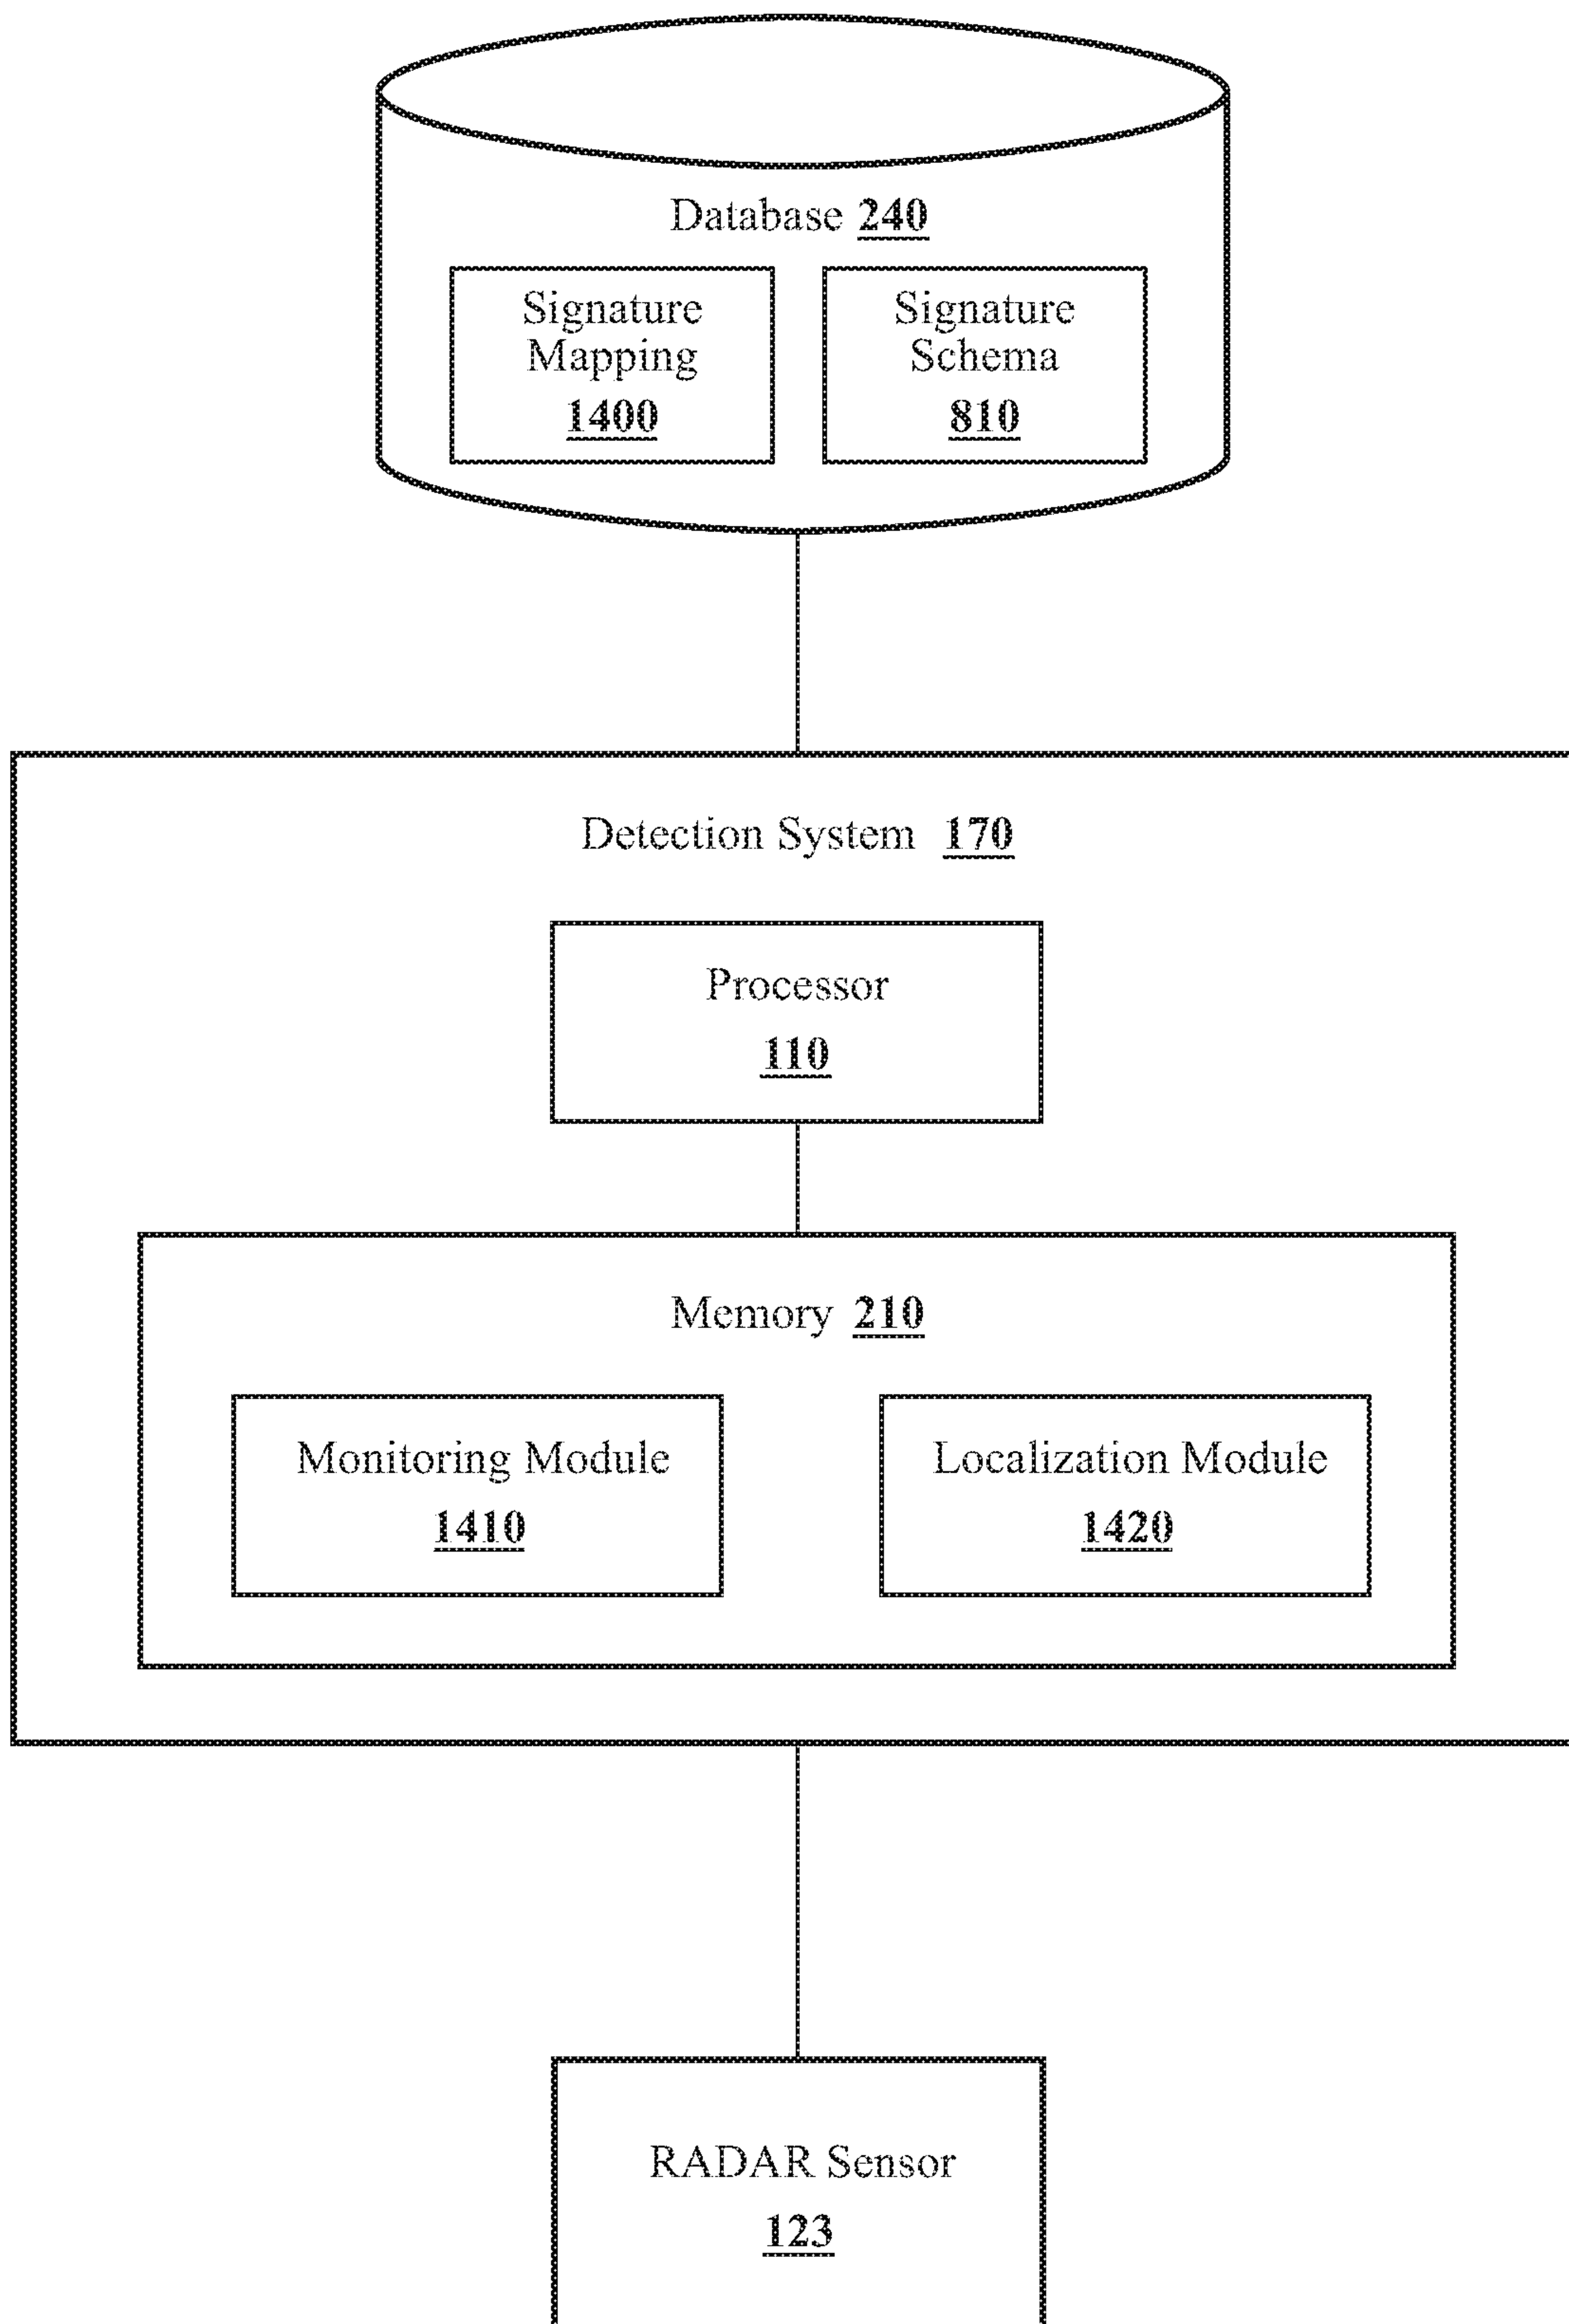 Database 240
Signature
Mapping
1400
Signature
Schema
810
Detection System 170
Processor
110
Memory 210
Monitoring Module
1410
Localization Module
1420
RADAR Sensor
123